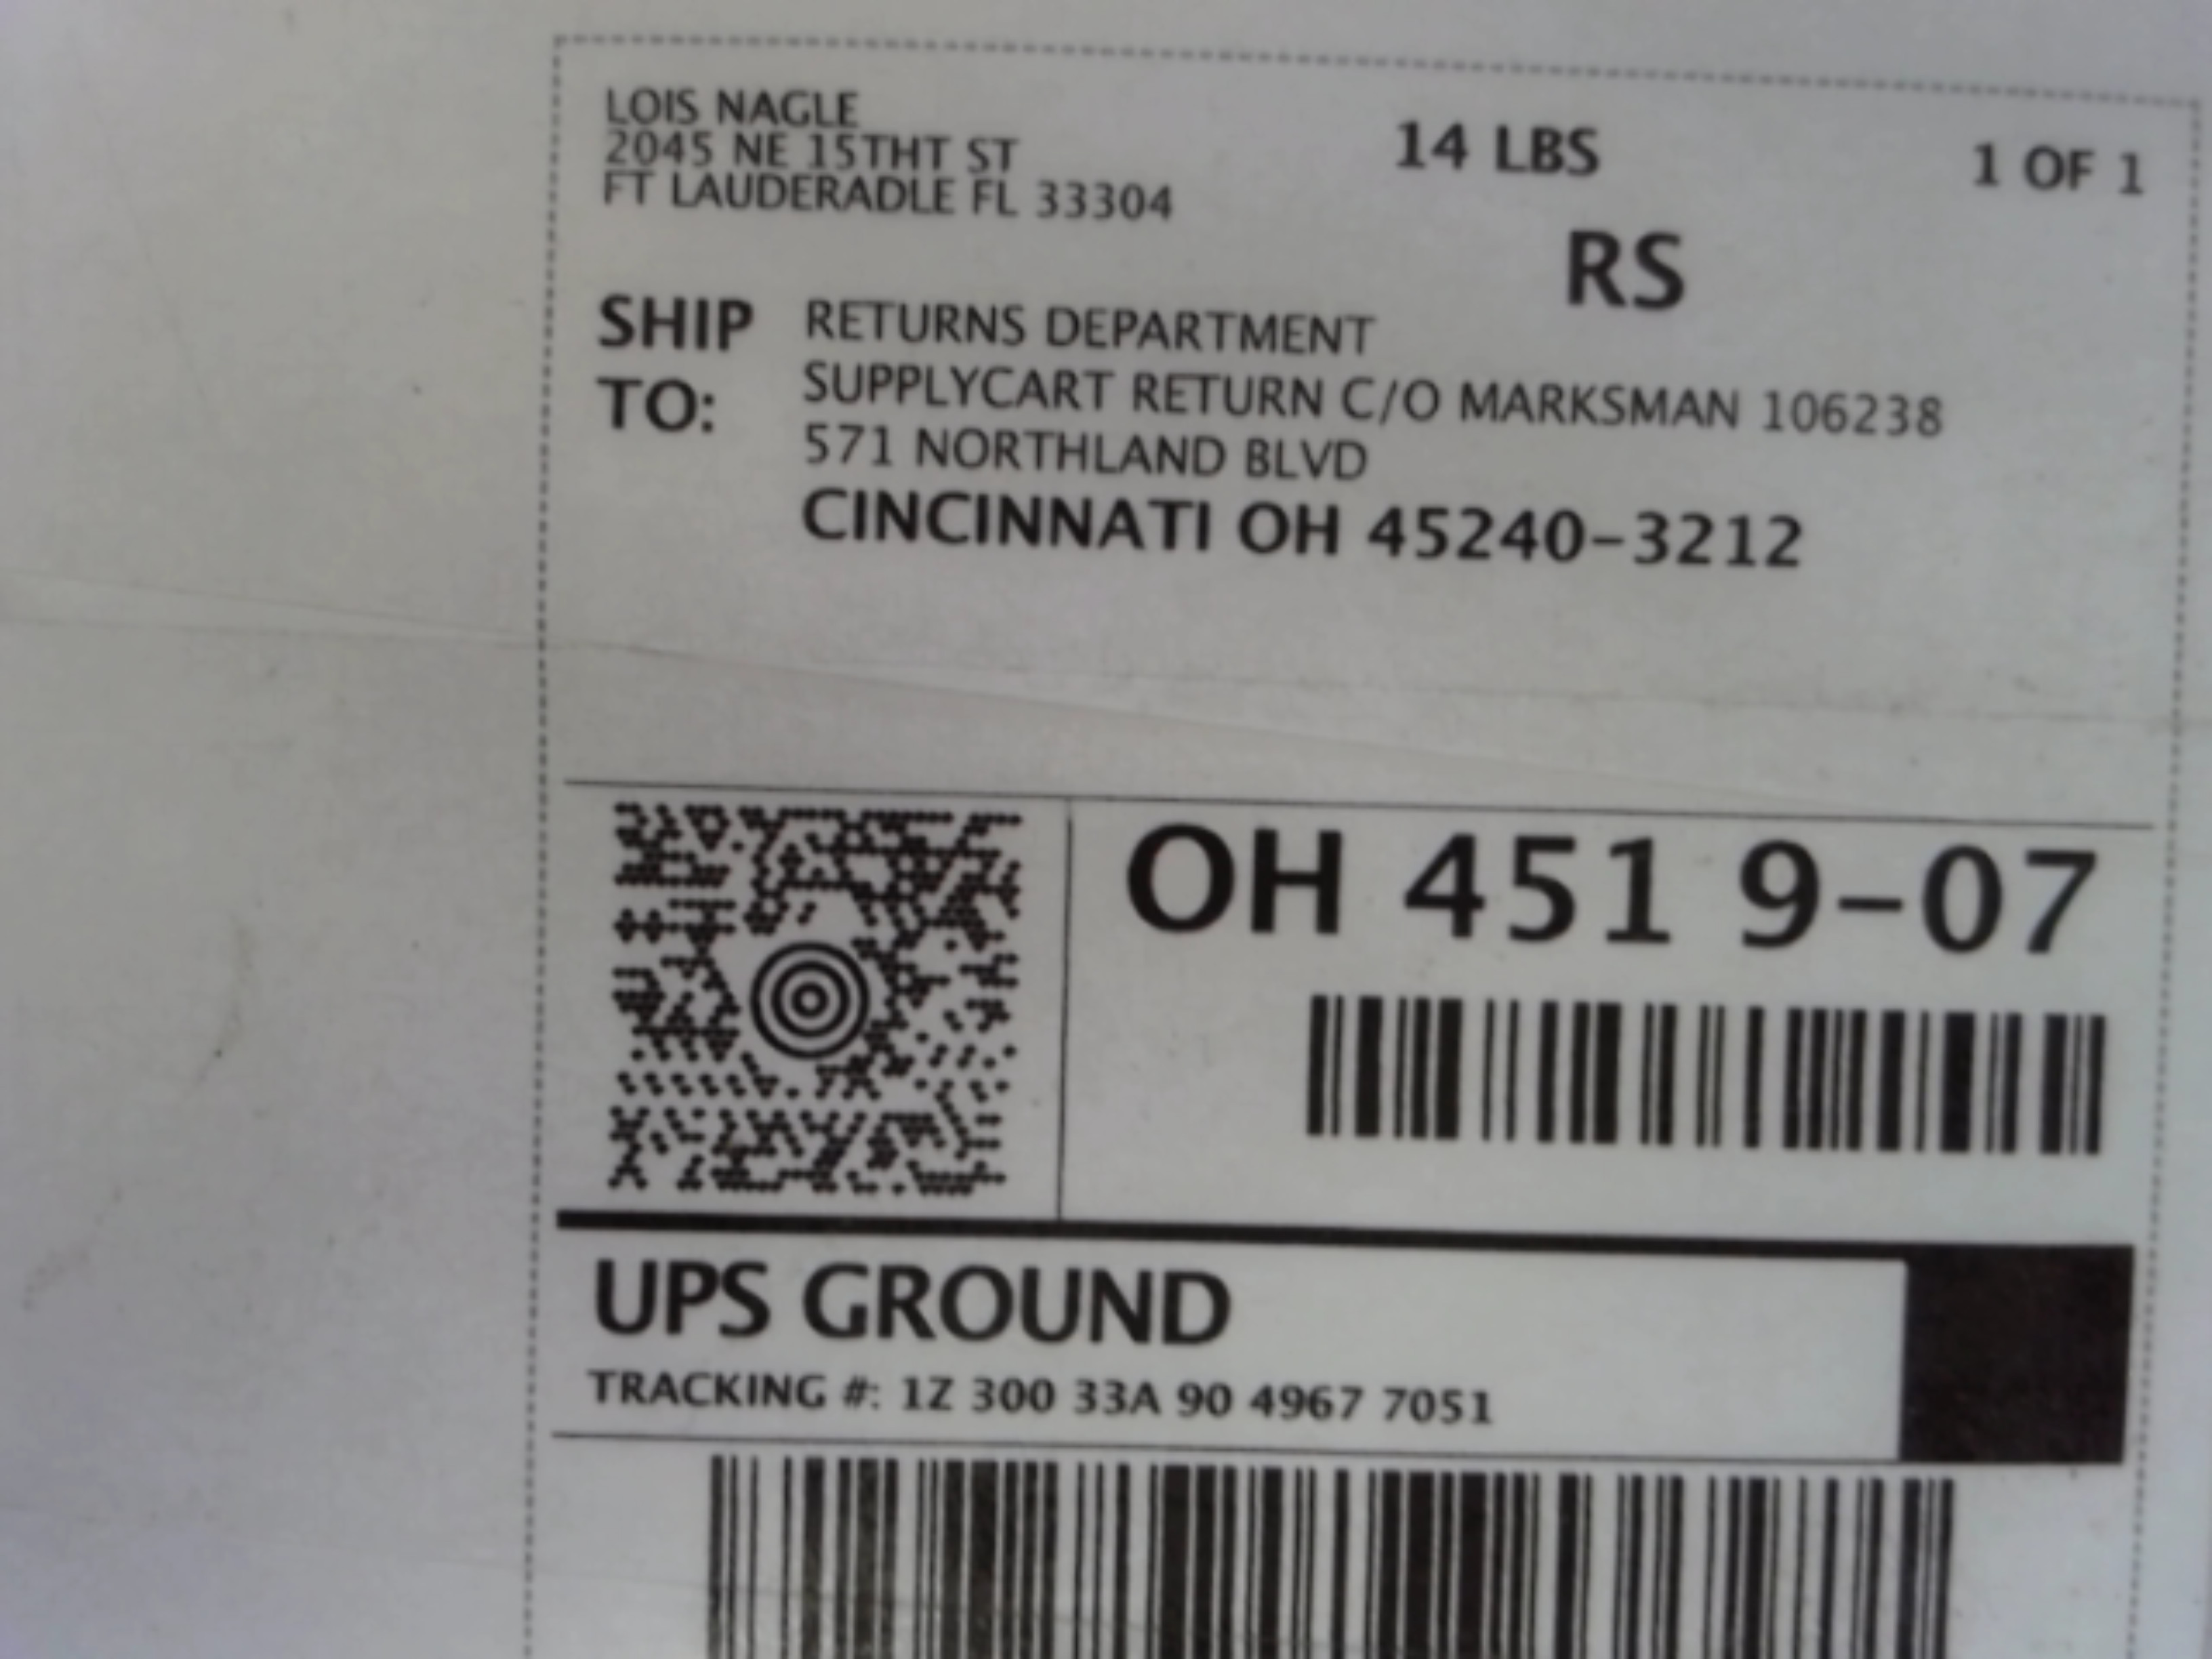 LOIS NAGLE
2045 NE 15THT ST
FT LAUDERADLE FL 33304
14 LBS
1 OF 1
RS
SHIP TO:
RETURNS DEPARTMENT
SUPPLYCART RETURN C/O MARKSMAN 106238
571 NORTHLAND BLVD
CINCINNATI OH 45240-3212
OH 451 9-07
UPS GROUND
TRACKING #: 1Z 300 33A 90 4967 7051